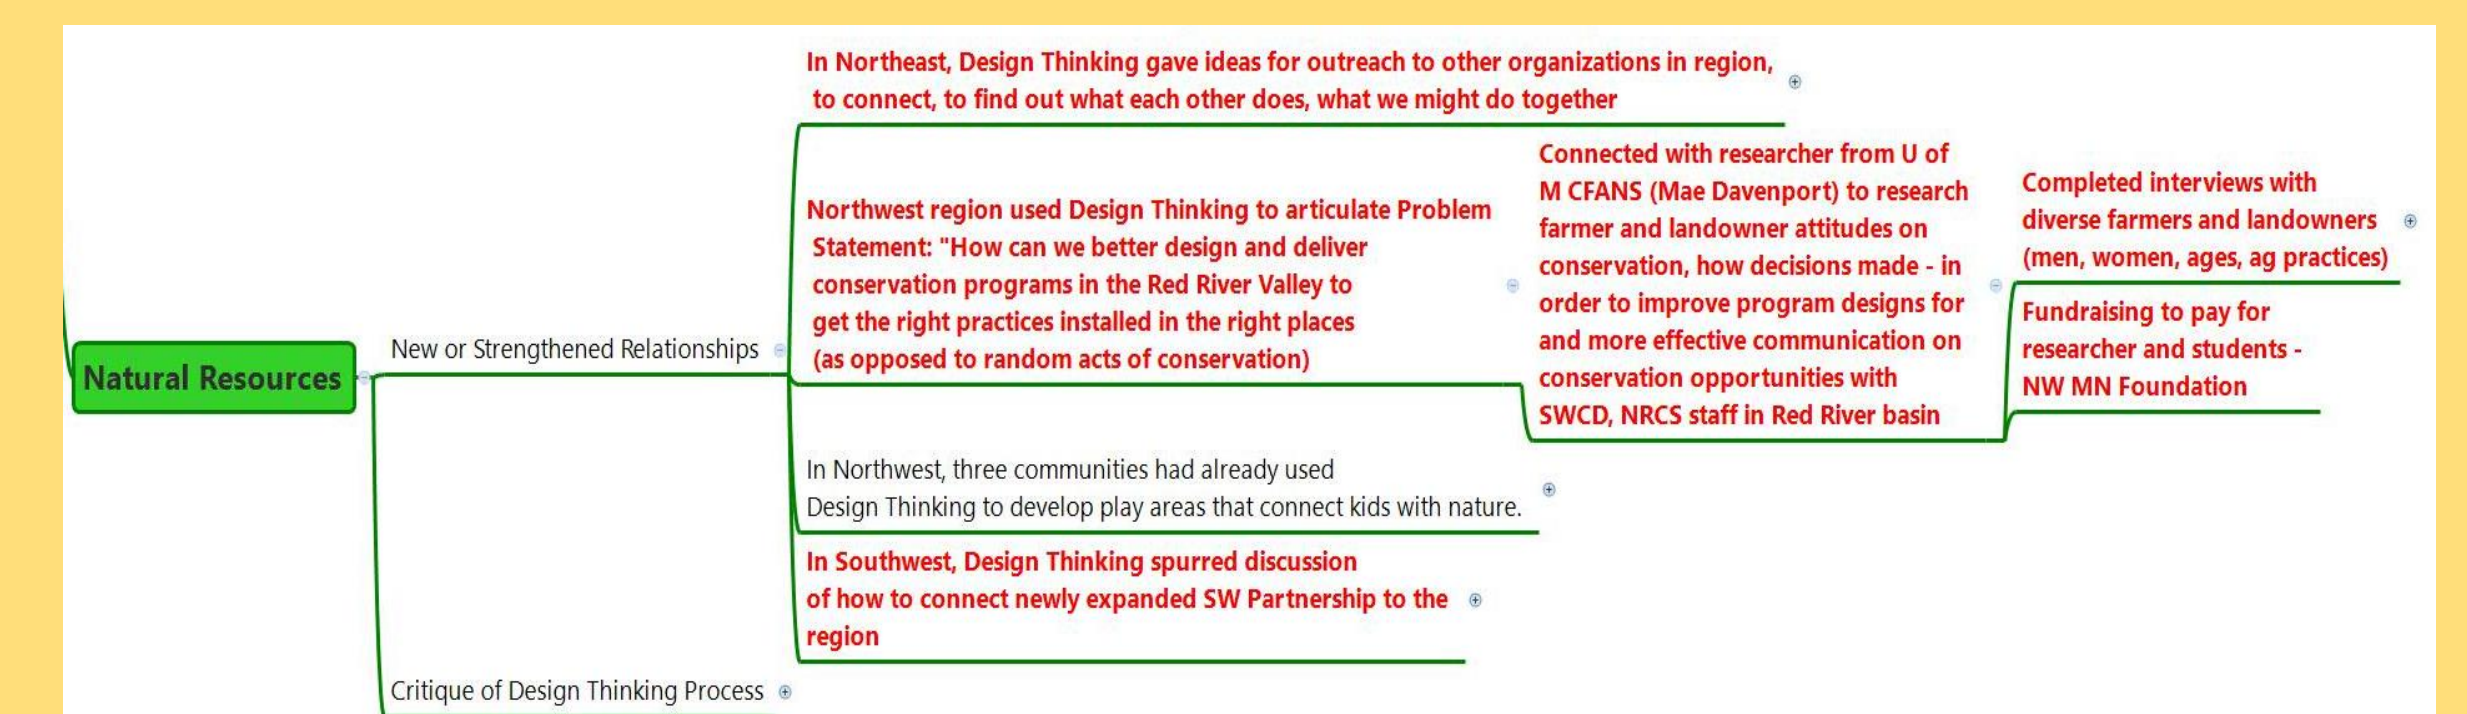 In Northeast, Design Thinking gave ideas for outreach to other organizations in region,
to connect, to find out what each other does, what we might do together
Northwest region used Design Thinking to articulate Problem
Statement: "How can we better design and deliver
conservation programs in the Red River Valley to
get the right practices installed in the right places
(as opposed to random acts of conservation)
Connected with researcher from U of
M CFANS (Mae Davenport) to research
farmer and landowner attitudes on
conservation, how decisions made - in
order to improve program designs for
and more effective communication on
conservation opportunities with
SWCD, NRCS staff in Red River basin
Completed interviews with
diverse farmers and landowners
(men, women, ages, ag practices)
Fundraising to pay for
researcher and students -
NW MN Foundation
Natural Resources
New or Strengthened Relationships
In Northwest, three communities had already used
Design Thinking to develop play areas that connect kids with nature.
In Southwest, Design Thinking spurred discussion
of how to connect newly expanded SW Partnership to the
region
Critique of Design Thinking Process